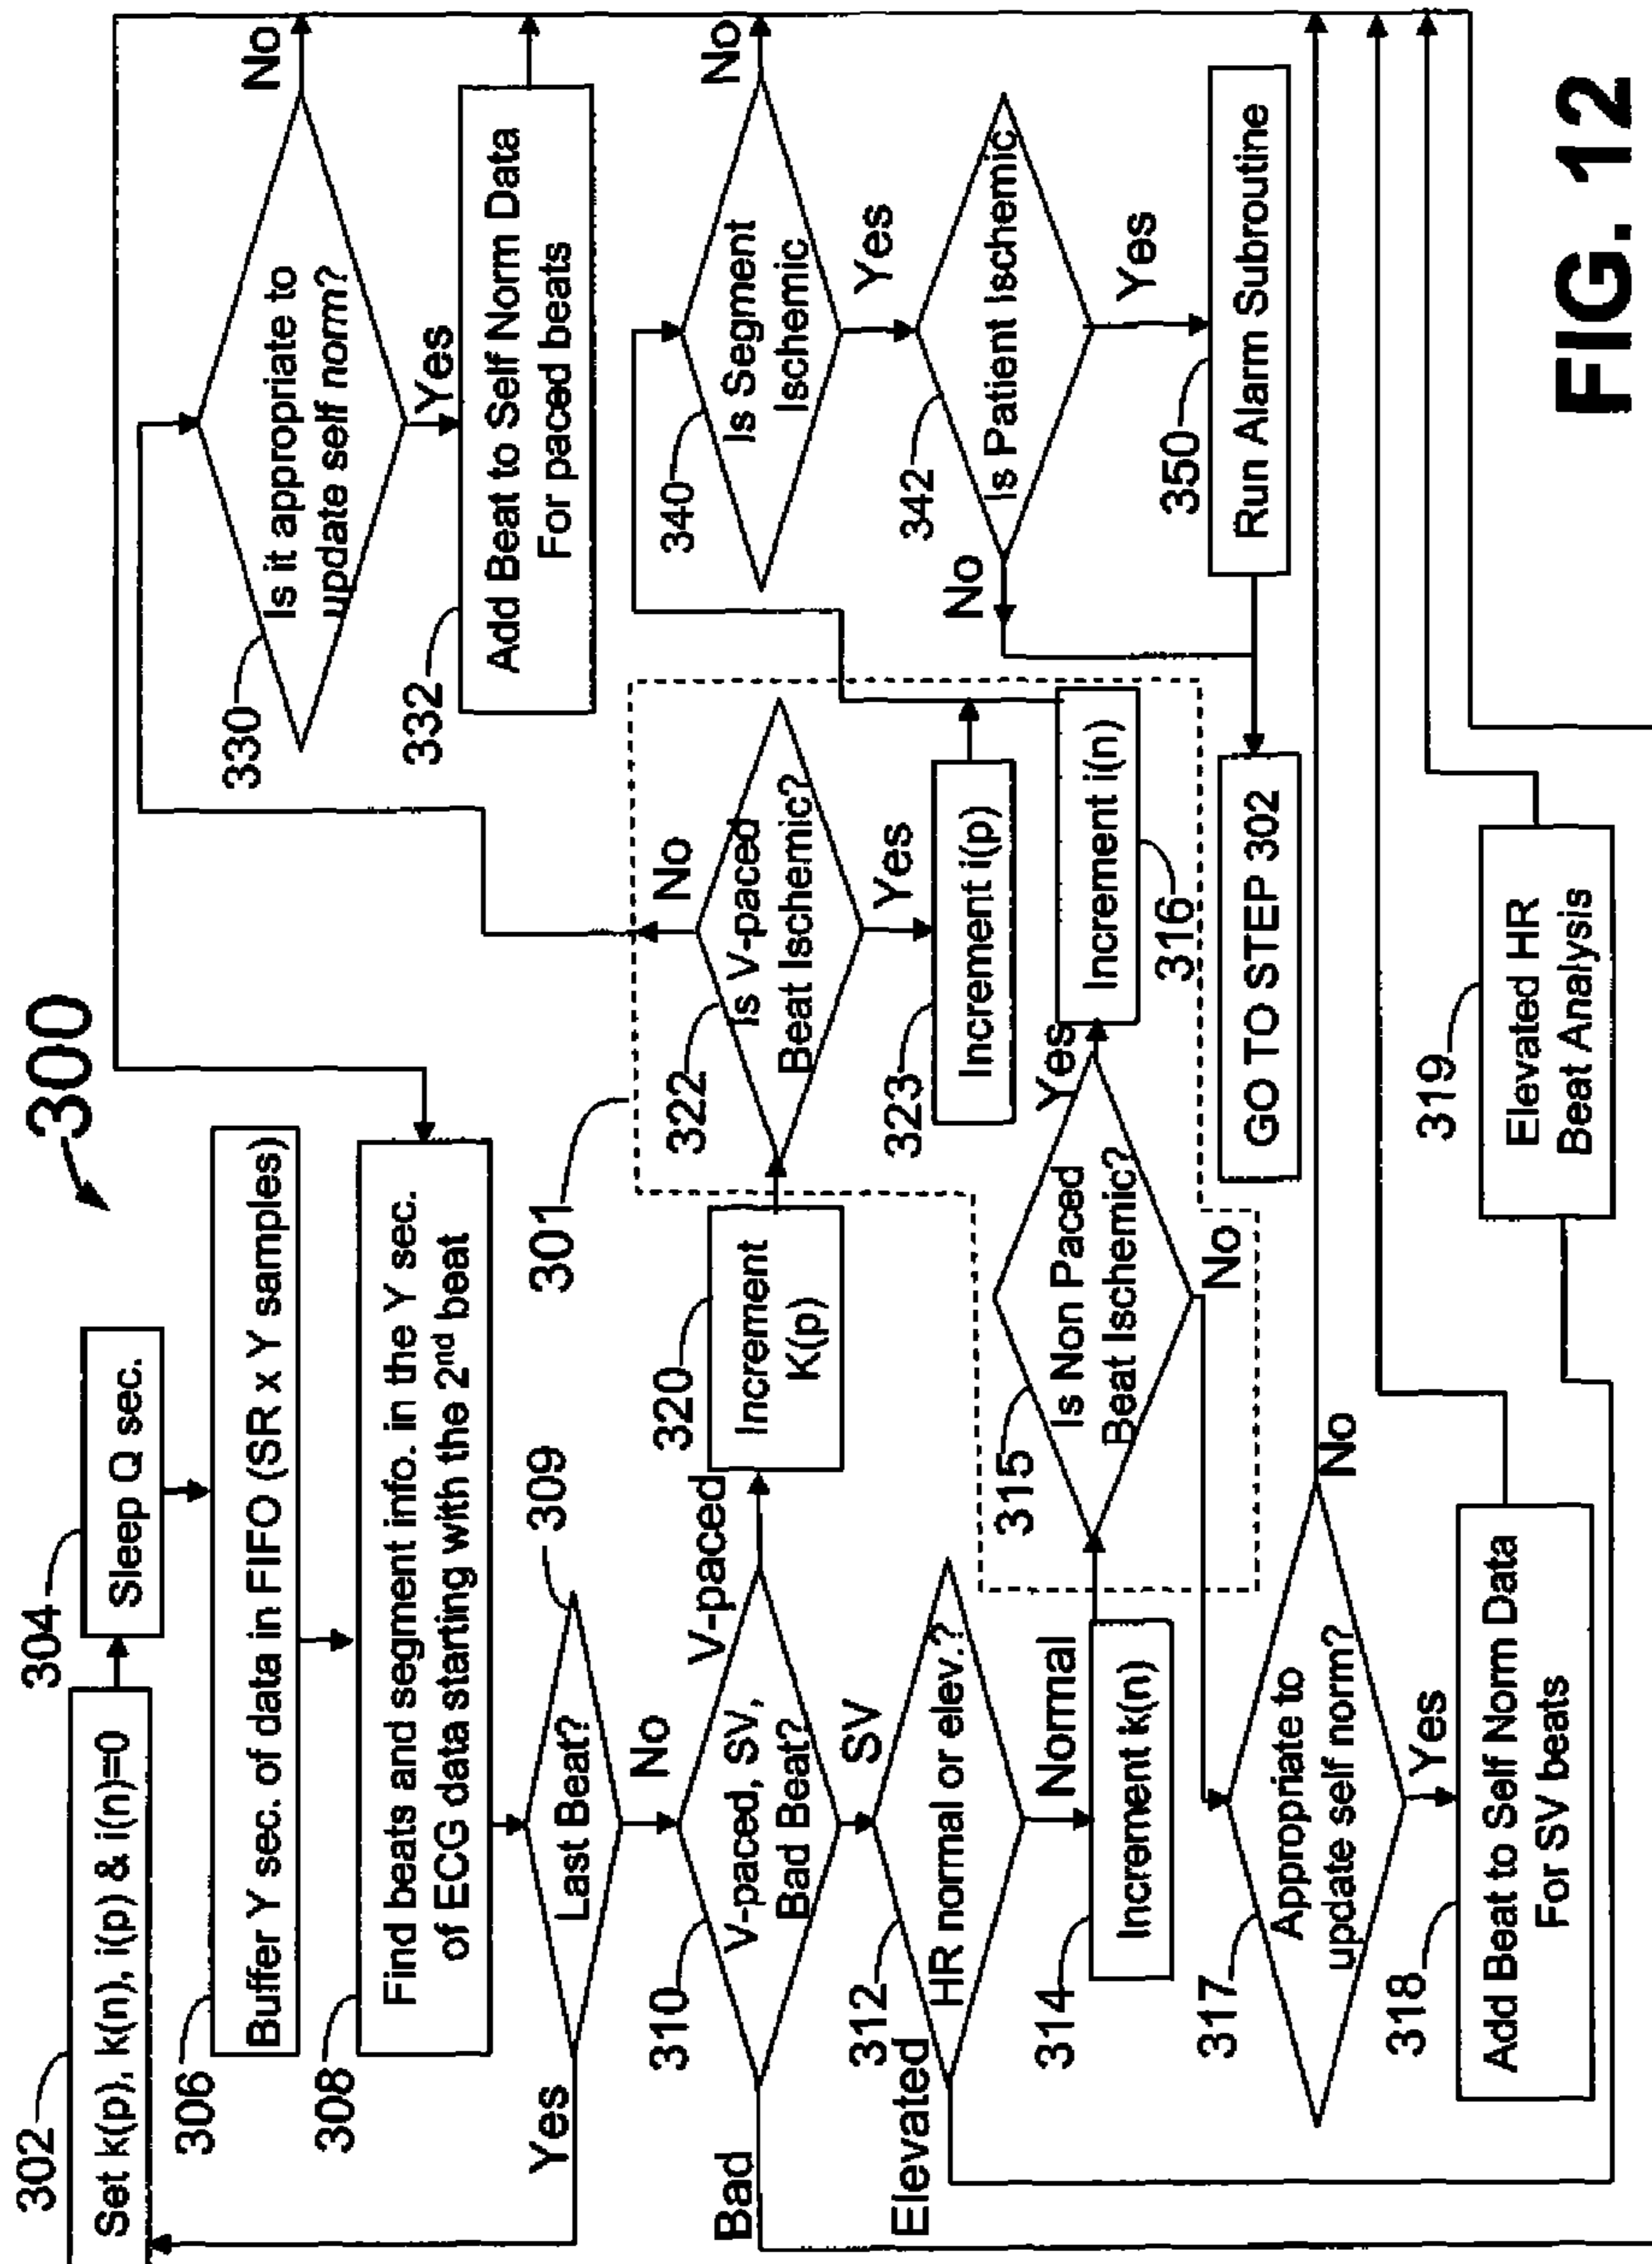 300
302
Set k(p), k(n), i(p) & i(n)=0
304
Sleep Q sec.
306
Buffer Y sec. of data in FIFO (SR x Y samples)
308
Find beats and segment info. in the Y sec.
of ECG data starting with the 2nd beat
309
Last Beat?
Yes
No
310
V-paced, SV,
Bad Beat?
Bad
V-paced
SV
312
HR normal or elev.?
Elevated
Normal
314
Increment k(n)
315
Is Non Paced
Beat Ischemic?
Yes
No
316
Increment i(n)
317
Appropriate to
update self norm?
No
Yes
318
Add Beat to Self Norm Data
For SV beats
319
Elevated HR
Beat Analysis
320
Increment
K(p)
301
322
Is V-paced
Beat Ischemic?
No
Yes
323
Increment i(p)
330
Is it appropriate to
update self norm?
No
Yes
332
Add Beat to Self Norm Data
For paced beats
340
Is Segment
Ischemic
No
Yes
342
Is Patient Ischemic
No
Yes
350
Run Alarm Subroutine
GO TO STEP 302
FIG. 12